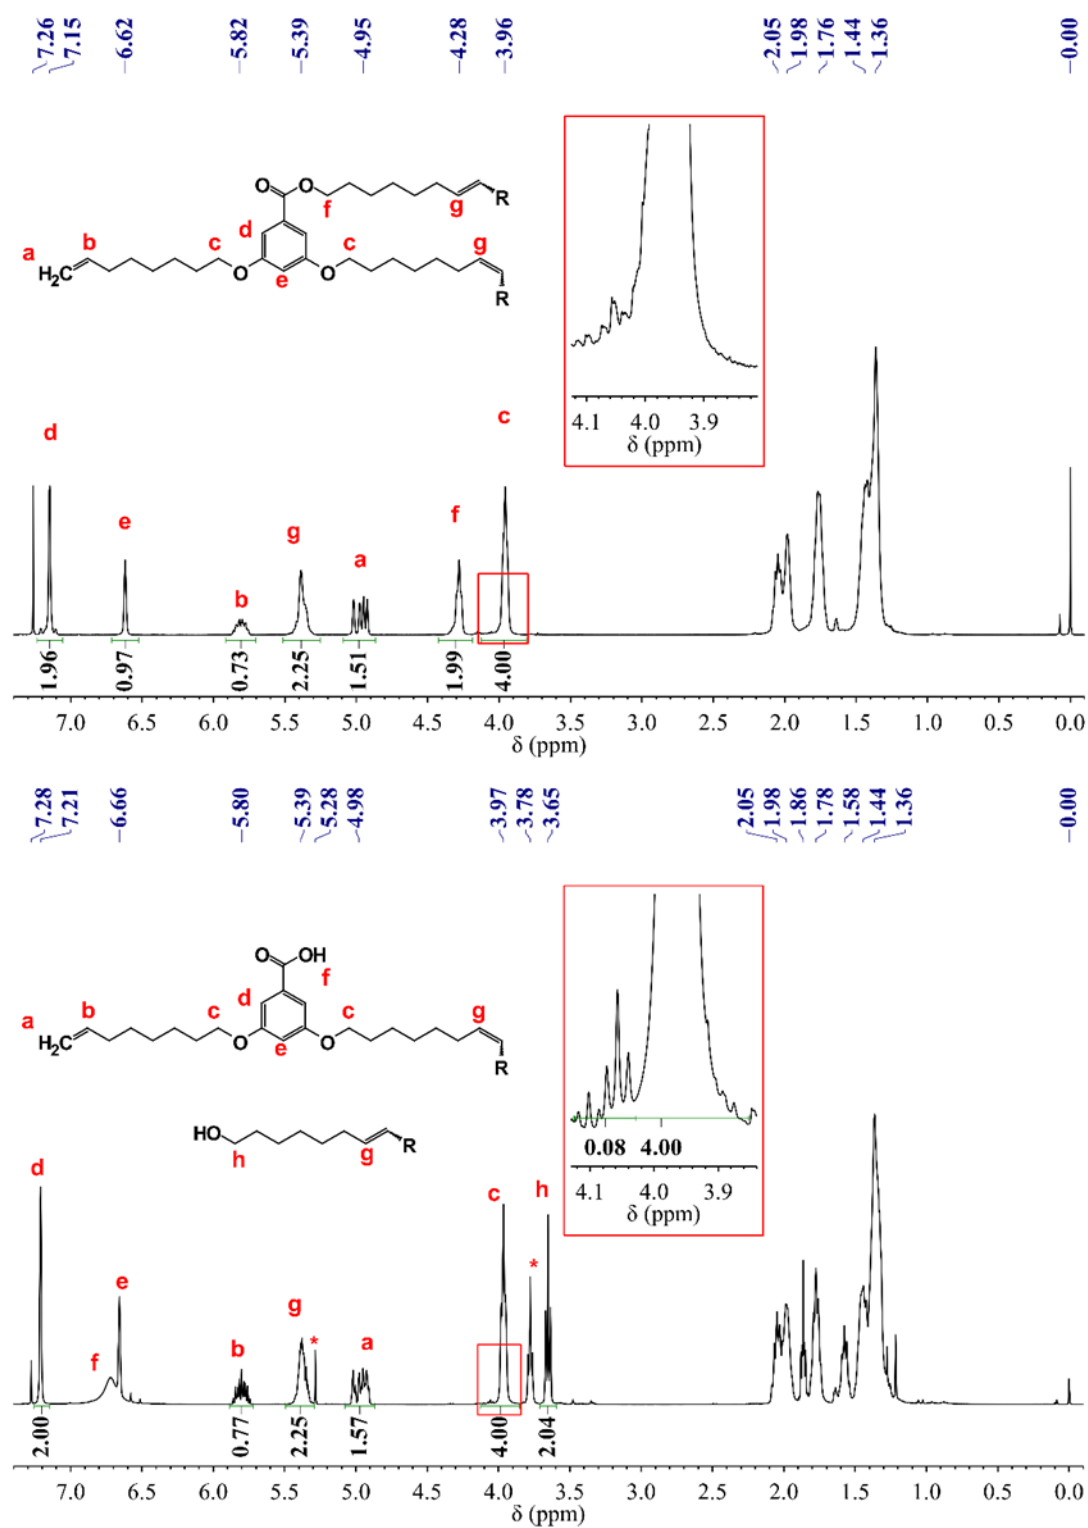 7.26 7.15 6.62 5.82 5.39 4.95 4.28 3.96 2.05 1.98 1.76 1.44 1.36 0.00
O O R
f g
d
b c c g
a
H₂C O e O
R
c
4.1 4.0 3.9
δ (ppm)
d
e g f
b a
1.96 0.97 0.73 2.25 1.51 1.99 4.00
7.0 6.5 6.0 5.5 5.0 4.5 4.0 3.5 3.0 2.5 2.0 1.5 1.0 0.5 0.0
δ (ppm)
7.28 7.21 6.66 5.80 5.39 5.28 4.98 3.97 3.78 3.65 2.05 1.98 1.86 1.78 1.58 1.44 1.36 0.00
O OH
f
d
b c c g
a
H₂C O e O
R
HO R
h g
0.08 4.00
4.1 4.0 3.9
δ (ppm)
d c h
e *
g *
f b a
2.00 0.77 2.25 1.57 4.00 2.04
7.0 6.5 6.0 5.5 5.0 4.5 4.0 3.5 3.0 2.5 2.0 1.5 1.0 0.5 0.0
δ (ppm)